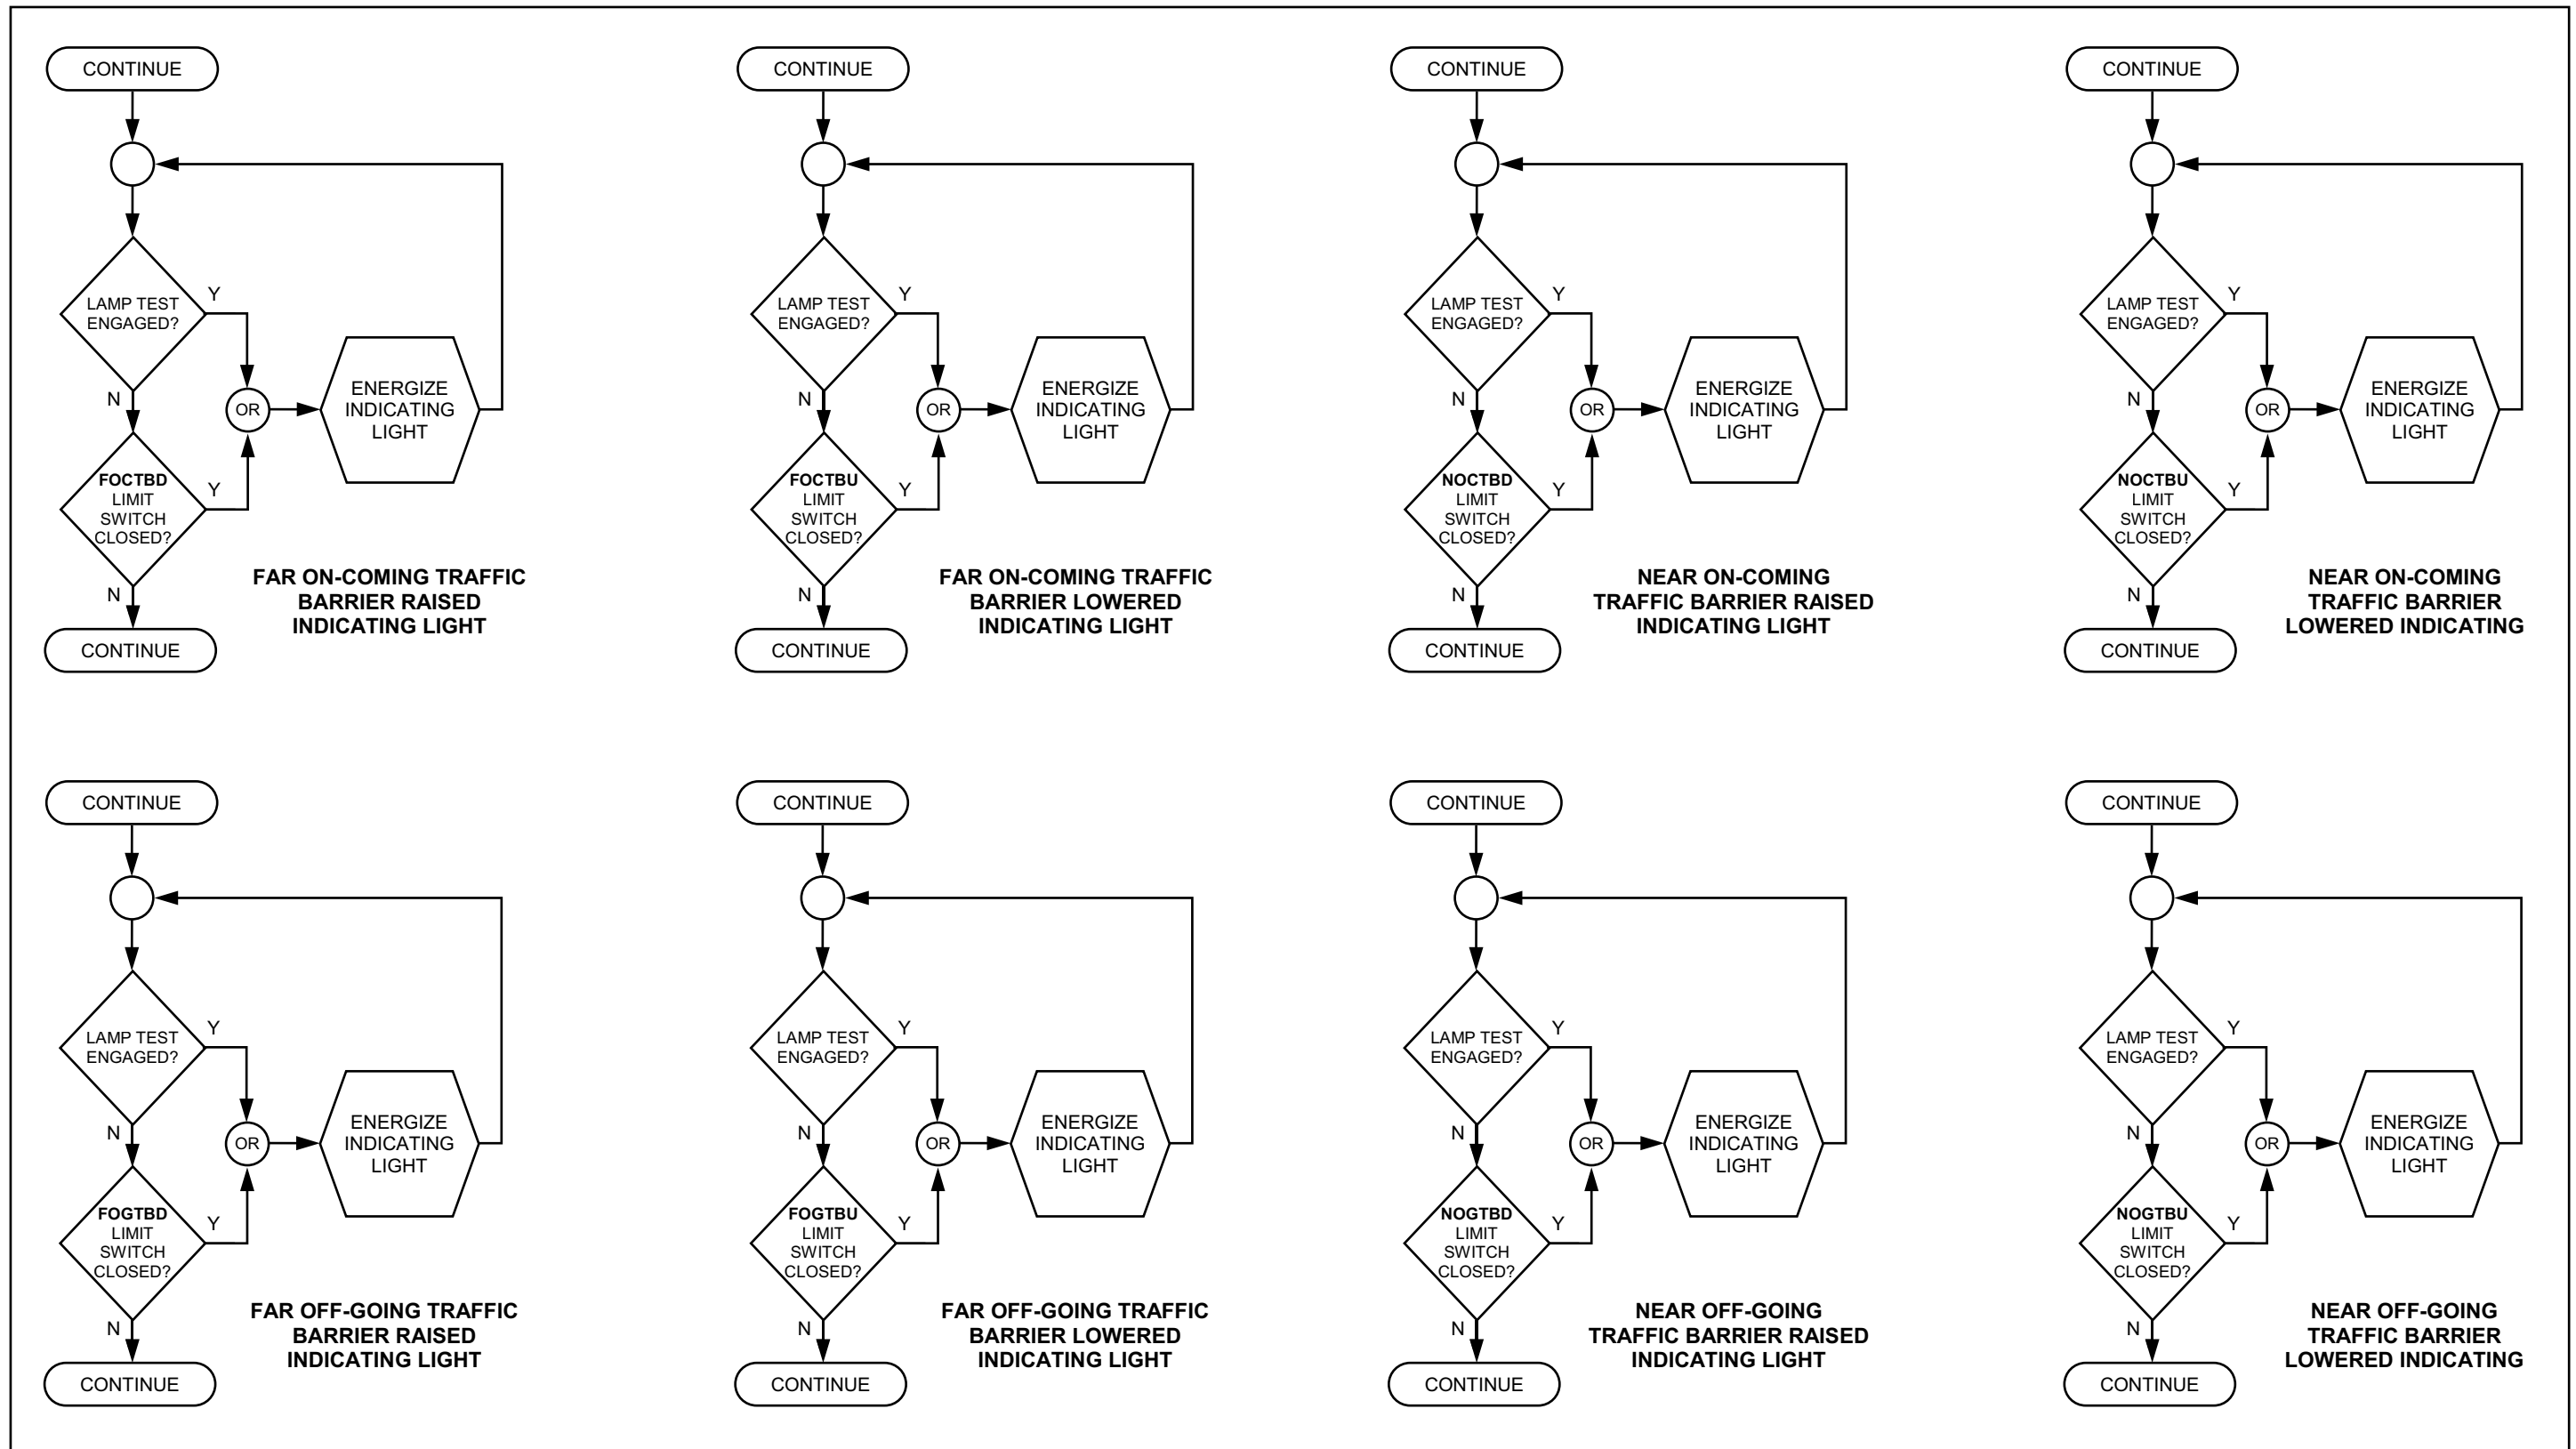 CONTINUE
LAMP TEST
ENGAGED?
Y
N
OR
ENERGIZE
INDICATING
LIGHT
FOCTBD
LIMIT
SWITCH
CLOSED?
Y
N
CONTINUE
FAR ON-COMING TRAFFIC
BARRIER RAISED
INDICATING LIGHT
CONTINUE
LAMP TEST
ENGAGED?
Y
N
OR
ENERGIZE
INDICATING
LIGHT
FOCTBU
LIMIT
SWITCH
CLOSED?
Y
N
CONTINUE
FAR ON-COMING TRAFFIC
BARRIER LOWERED
INDICATING LIGHT
CONTINUE
LAMP TEST
ENGAGED?
Y
N
OR
ENERGIZE
INDICATING
LIGHT
NOCTBD
LIMIT
SWITCH
CLOSED?
Y
N
CONTINUE
NEAR ON-COMING
TRAFFIC BARRIER RAISED
INDICATING LIGHT
CONTINUE
LAMP TEST
ENGAGED?
Y
N
OR
ENERGIZE
INDICATING
LIGHT
NOCTBU
LIMIT
SWITCH
CLOSED?
Y
N
CONTINUE
NEAR ON-COMING
TRAFFIC BARRIER
LOWERED INDICATING
CONTINUE
LAMP TEST
ENGAGED?
Y
N
OR
ENERGIZE
INDICATING
LIGHT
FOGTBD
LIMIT
SWITCH
CLOSED?
Y
N
CONTINUE
FAR OFF-GOING TRAFFIC
BARRIER RAISED
INDICATING LIGHT
CONTINUE
LAMP TEST
ENGAGED?
Y
N
OR
ENERGIZE
INDICATING
LIGHT
FOGTBU
LIMIT
SWITCH
CLOSED?
Y
N
CONTINUE
FAR OFF-GOING TRAFFIC
BARRIER LOWERED
INDICATING LIGHT
CONTINUE
LAMP TEST
ENGAGED?
Y
N
OR
ENERGIZE
INDICATING
LIGHT
NOGTBD
LIMIT
SWITCH
CLOSED?
Y
N
CONTINUE
NEAR OFF-GOING
TRAFFIC BARRIER RAISED
INDICATING LIGHT
CONTINUE
LAMP TEST
ENGAGED?
Y
N
OR
ENERGIZE
INDICATING
LIGHT
NOGTBU
LIMIT
SWITCH
CLOSED?
Y
N
CONTINUE
NEAR OFF-GOING
TRAFFIC BARRIER
LOWERED INDICATING